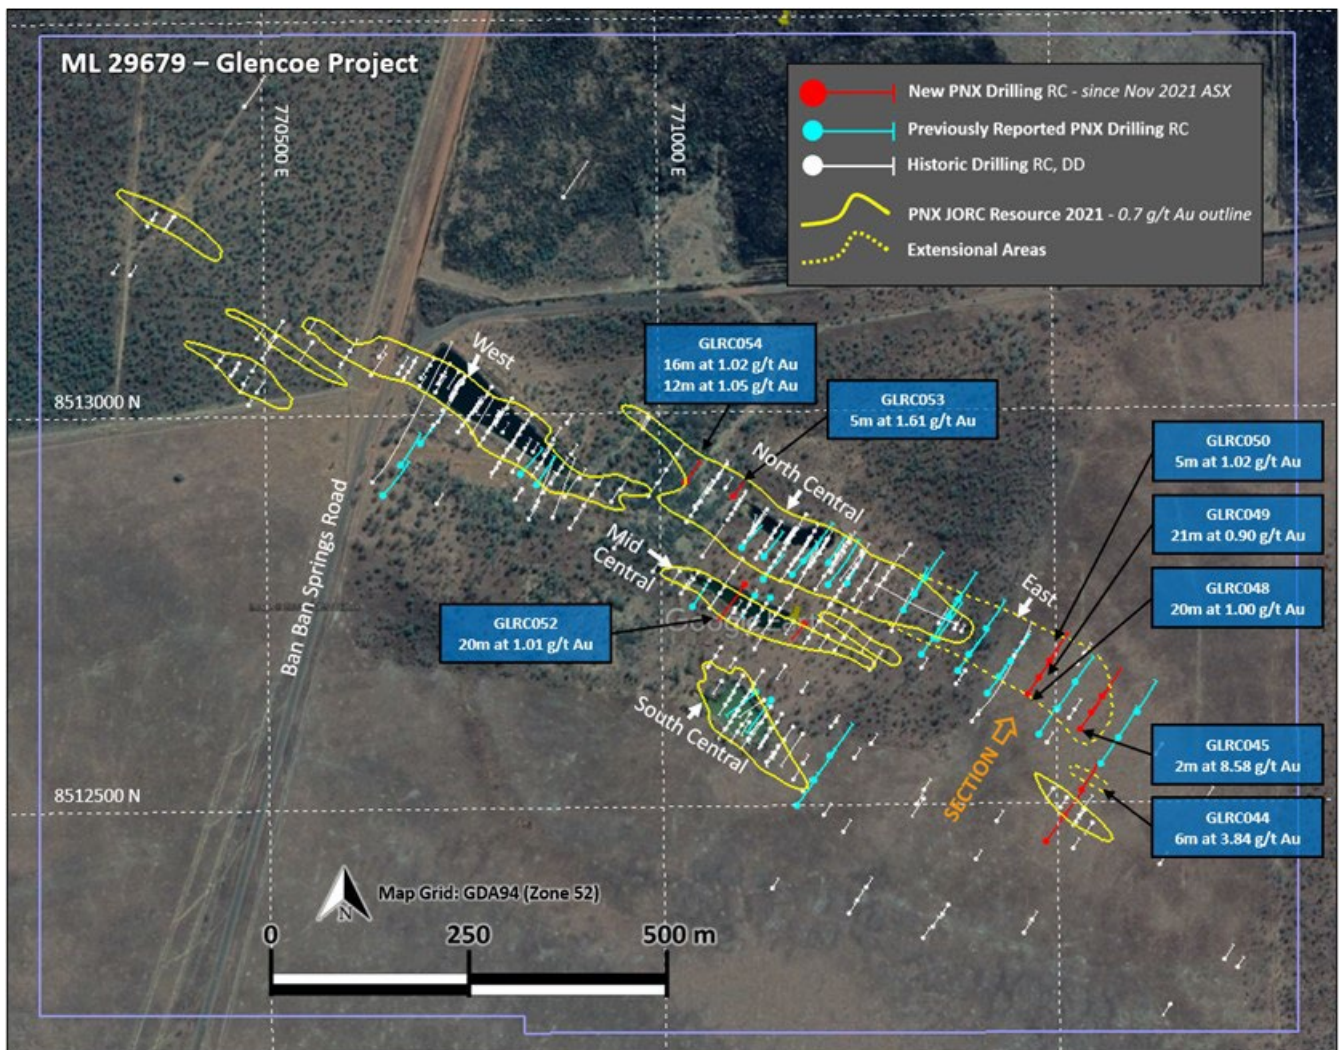 ML 29679 – Glencoe Project
770500 E
771000 E
New PNX Drilling RC - since Nov 2021 ASX
Previously Reported PNX Drilling RC
Historic Drilling RC, DD
PNX JORC Resource 2021 - 0.7 g/t Au outline
Extensional Areas
West
GLRC054
16m at 1.02 g/t Au
12m at 1.05 g/t Au
GLRC053
5m at 1.61 g/t Au
8513000 N
GLRC050
5m at 1.02 g/t Au
North Central
GLRC049
21m at 0.90 g/t Au
Ban Ban Springs Road
Mid
Central
East
GLRC048
20m at 1.00 g/t Au
GLRC052
20m at 1.01 g/t Au
South Central
SECTION
GLRC045
2m at 8.58 g/t Au
8512500 N
GLRC044
6m at 3.84 g/t Au
N
Map Grid: GDA94 (Zone 52)
0 250 500 m